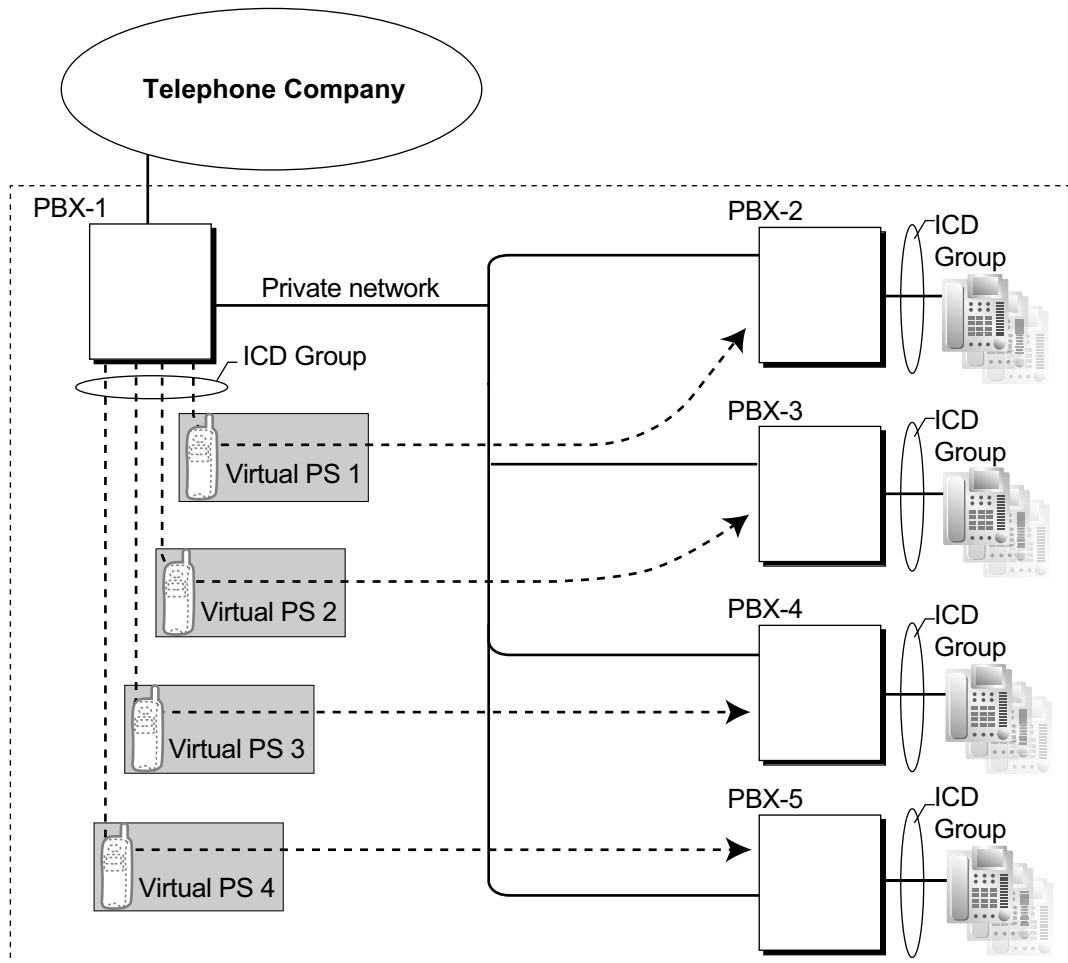 Telephone Company
PBX-1
PBX-2
ICD
Group
Private network
ICD Group
Virtual PS 1
PBX-3
ICD
Group
Virtual PS 2
PBX-4
ICD
Group
Virtual PS 3
PBX-5
ICD
Group
Virtual PS 4